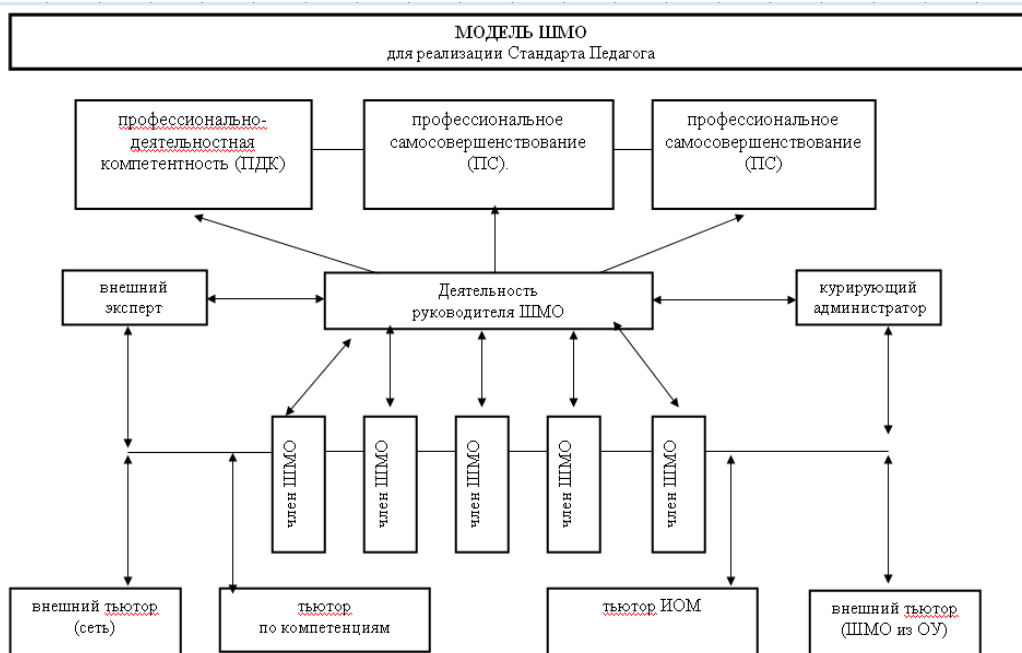 МОДЕЛЬ ШМО
для реализации Стандарта Педагога
профессионально-
деятельностная
компетентность (ПДК)
профессиональное
самосовершенствование
(ПС).
профессиональное
самосовершенствование
(ПС)
внешний
эксперт
Деятельность
руководителя ШМО
курирующий
администратор
член ШМО
член ШМО
член ШМО
член ШМО
член ШМО
внешний тьютор
(сеть)
тьютор
по компетенциям
тьютор ИОМ
внешний тьютор
(ШМО из ОУ)